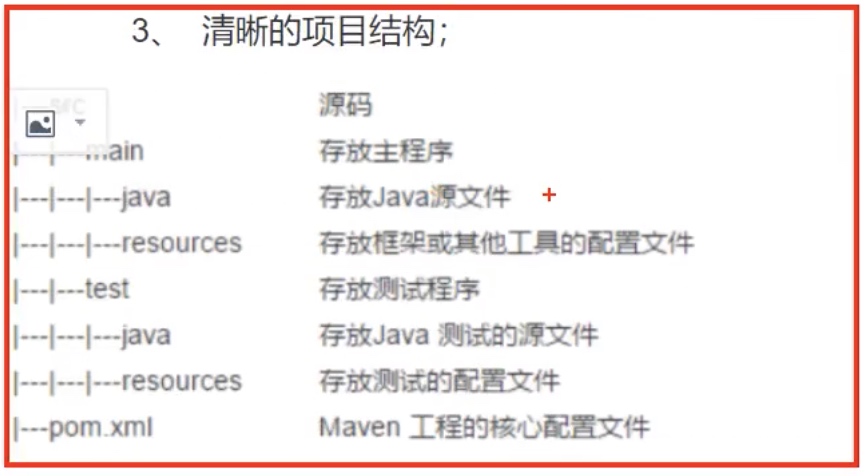 3、 清晰的项目结构；
|---src 源码
|---|---main 存放主程序
|---|---|---java 存放Java源文件
|---|---|---resources 存放框架或其他工具的配置文件
|---|---test 存放测试程序
|---|---|---java 存放Java 测试的源文件
|---|---|---resources 存放测试的配置文件
|---pom.xml Maven 工程的核心配置文件